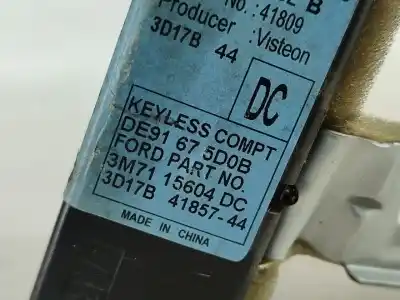 B
No.:41809
Producer :Visteon
3D17B 44
DC
KEYLESS COMPT
DE91 67 5D0B
FORD PART NO.
3M71 15604 DC
3D17B 41857-44
MADE IN CHINA